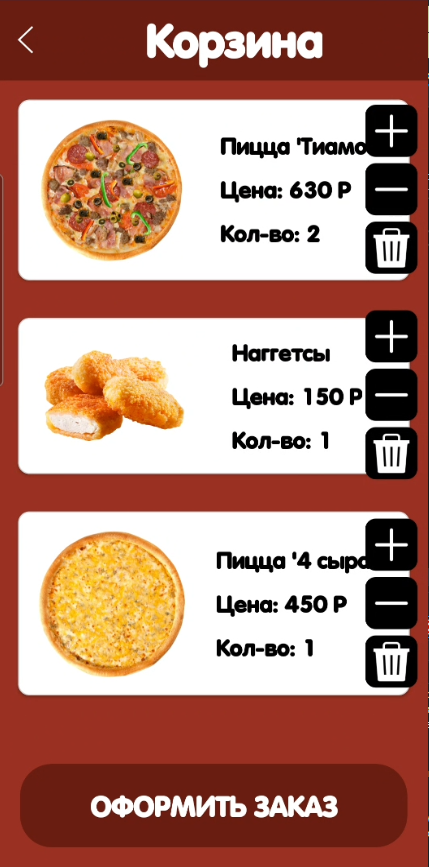 Корзина
Пицца 'Тиамо
Цена: 630 Р
Кол-во: 2
Наггетсы
Цена: 150 Р
Кол-во: 1
Пицца '4 сыра
Цена: 450 Р
Кол-во: 1
ОФОРМИТЬ ЗАКАЗ